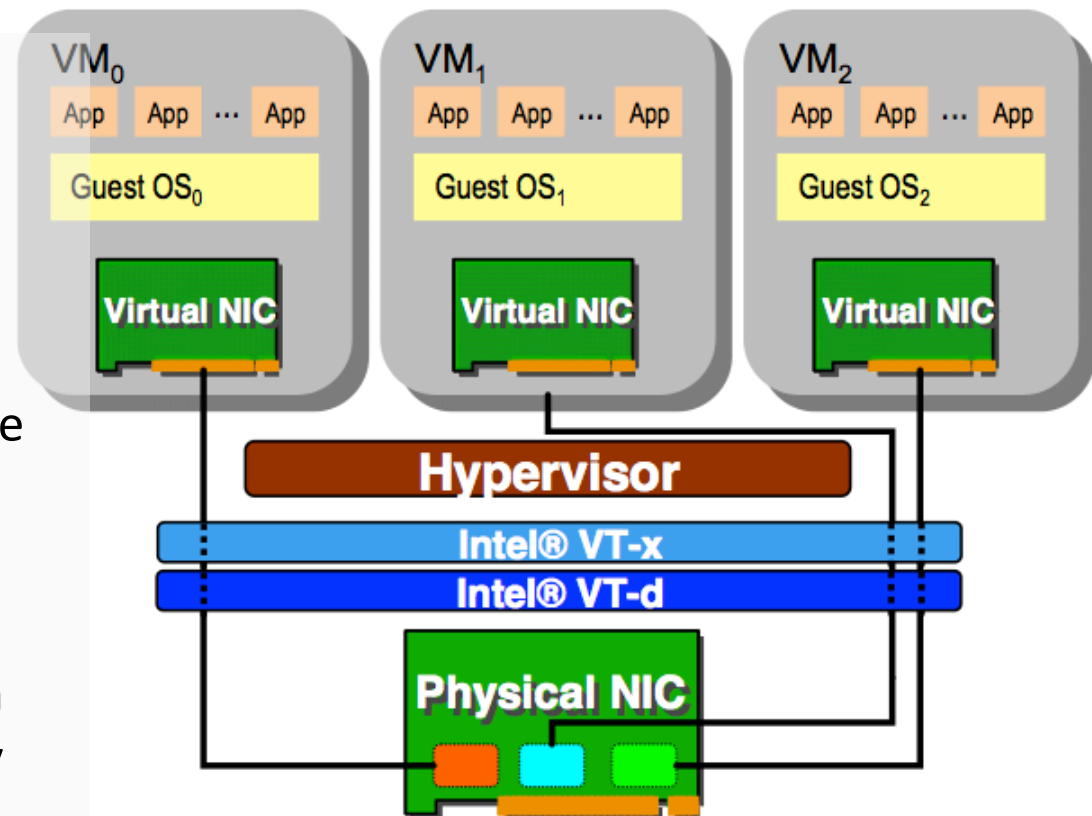 VM₀ VM₁ VM₂
App App ... App App App ... App App App ... App
Guest OS₀ Guest OS₁ Guest OS₂
Virtual NIC Virtual NIC Virtual NIC
e
Hypervisor
Intel® VT-x
Intel® VT-d
Physical NIC